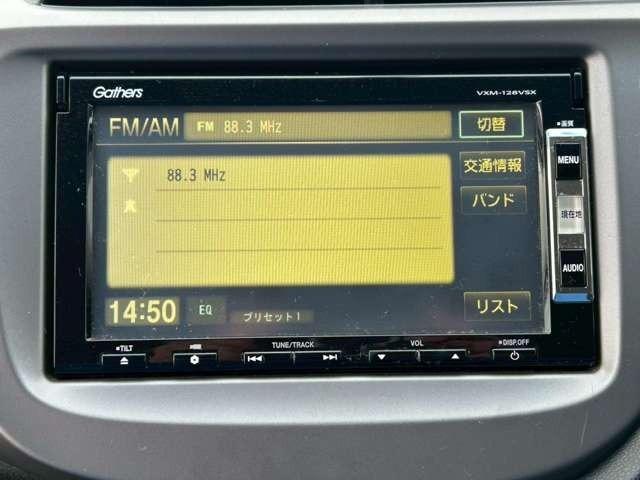 Gathers VXM-128VSX
FM/AM FM 88.3 MHz 切替
■画質
88.3 MHz 交通情報
MENU
バンド
現在地
AUDIO
14:50 EQ プリセット1 リスト
■TILT TUNE/TRACK VOL ■DISP.OFF